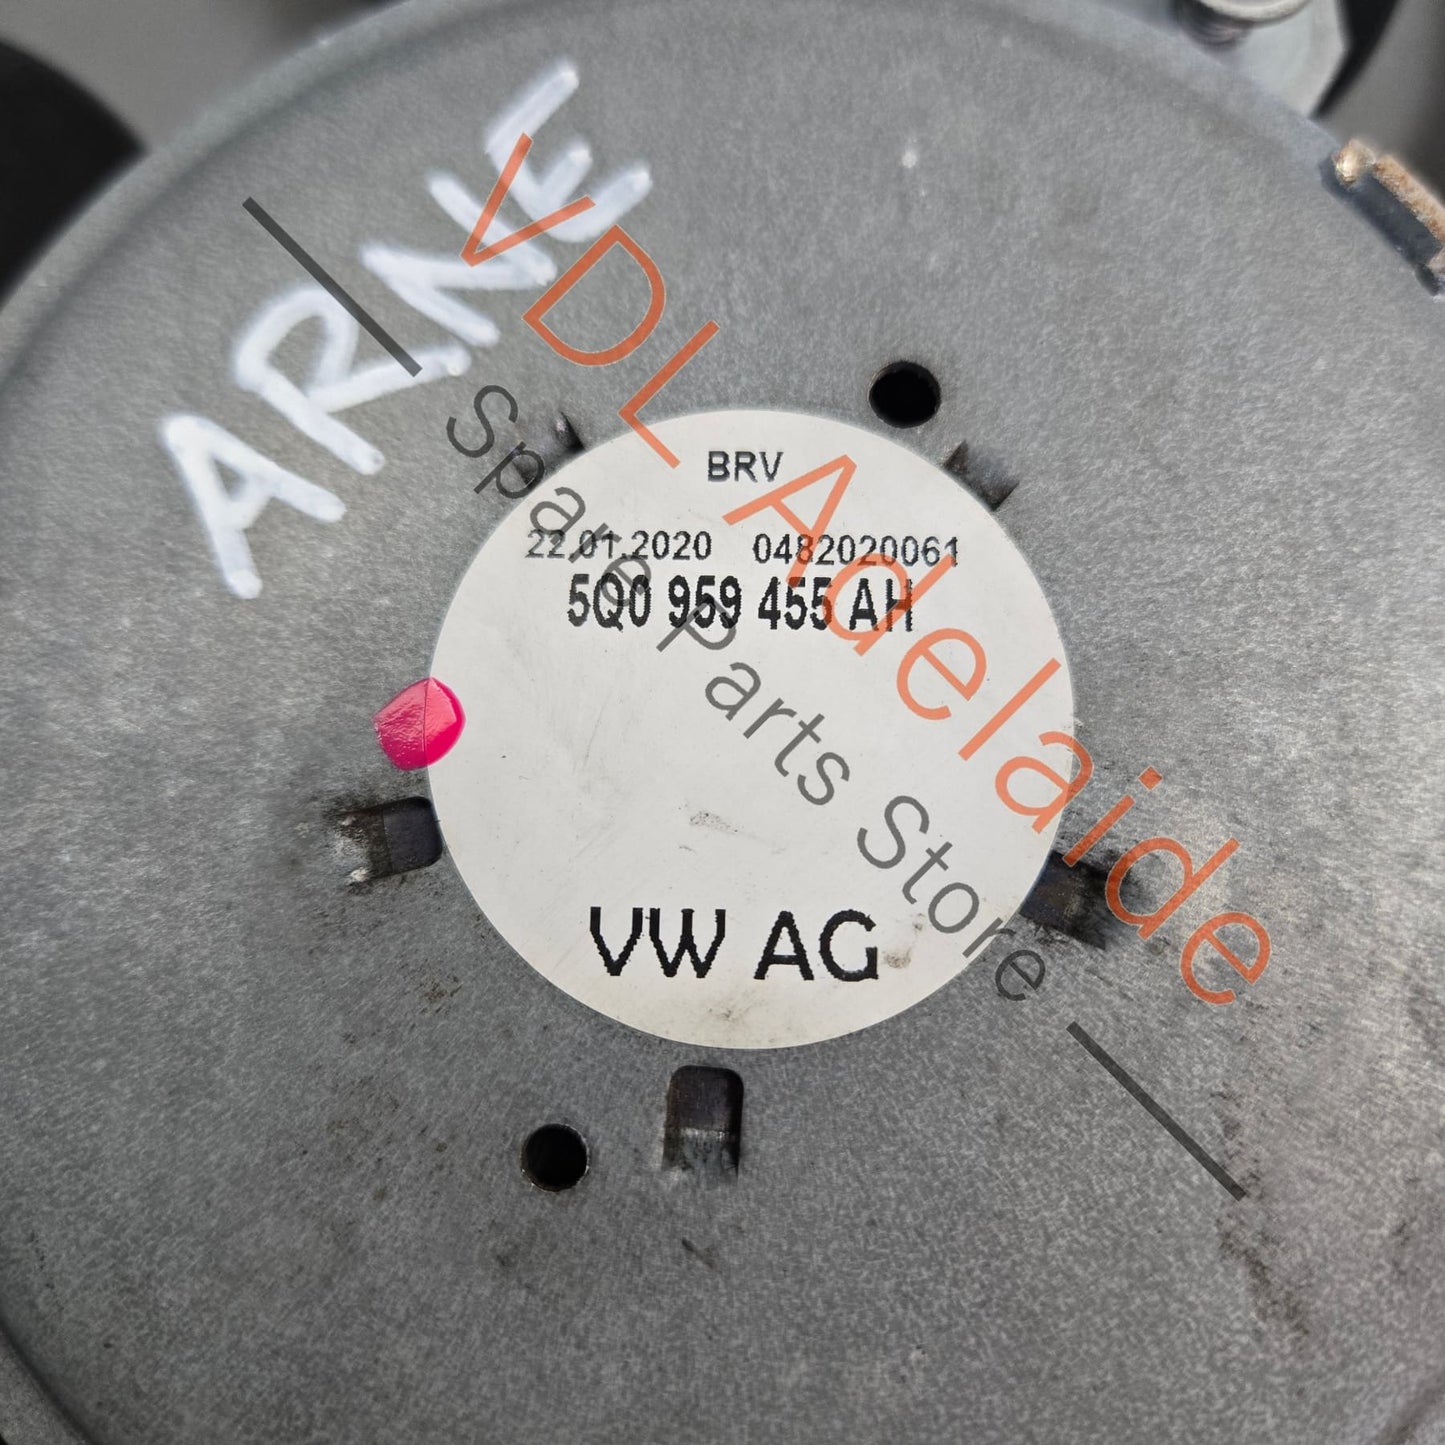 ARNE
VDL Adelaide
Spare Parts Store
BRV
22.01.2020 0482020061
5Q0 959 455 AH
VW AG